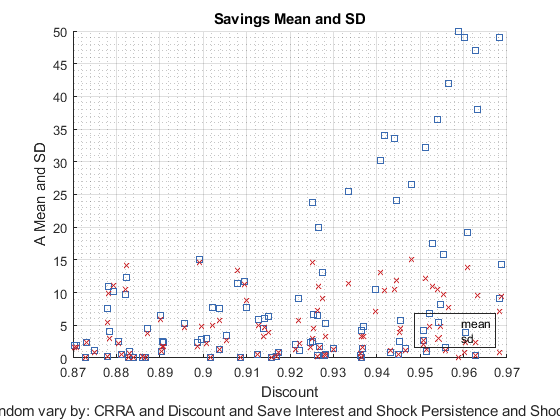 Savings Mean and SD
A Mean and SD
50
45
40
35
30
25
20
15
10
5
0
mean
sd
0.87 0.88 0.89 0.9 0.91 0.92 0.93 0.94 0.95 0.96 0.97
Discount
ndom vary by: CRRA and Discount and Save Interest and Shock Persistence and Sho